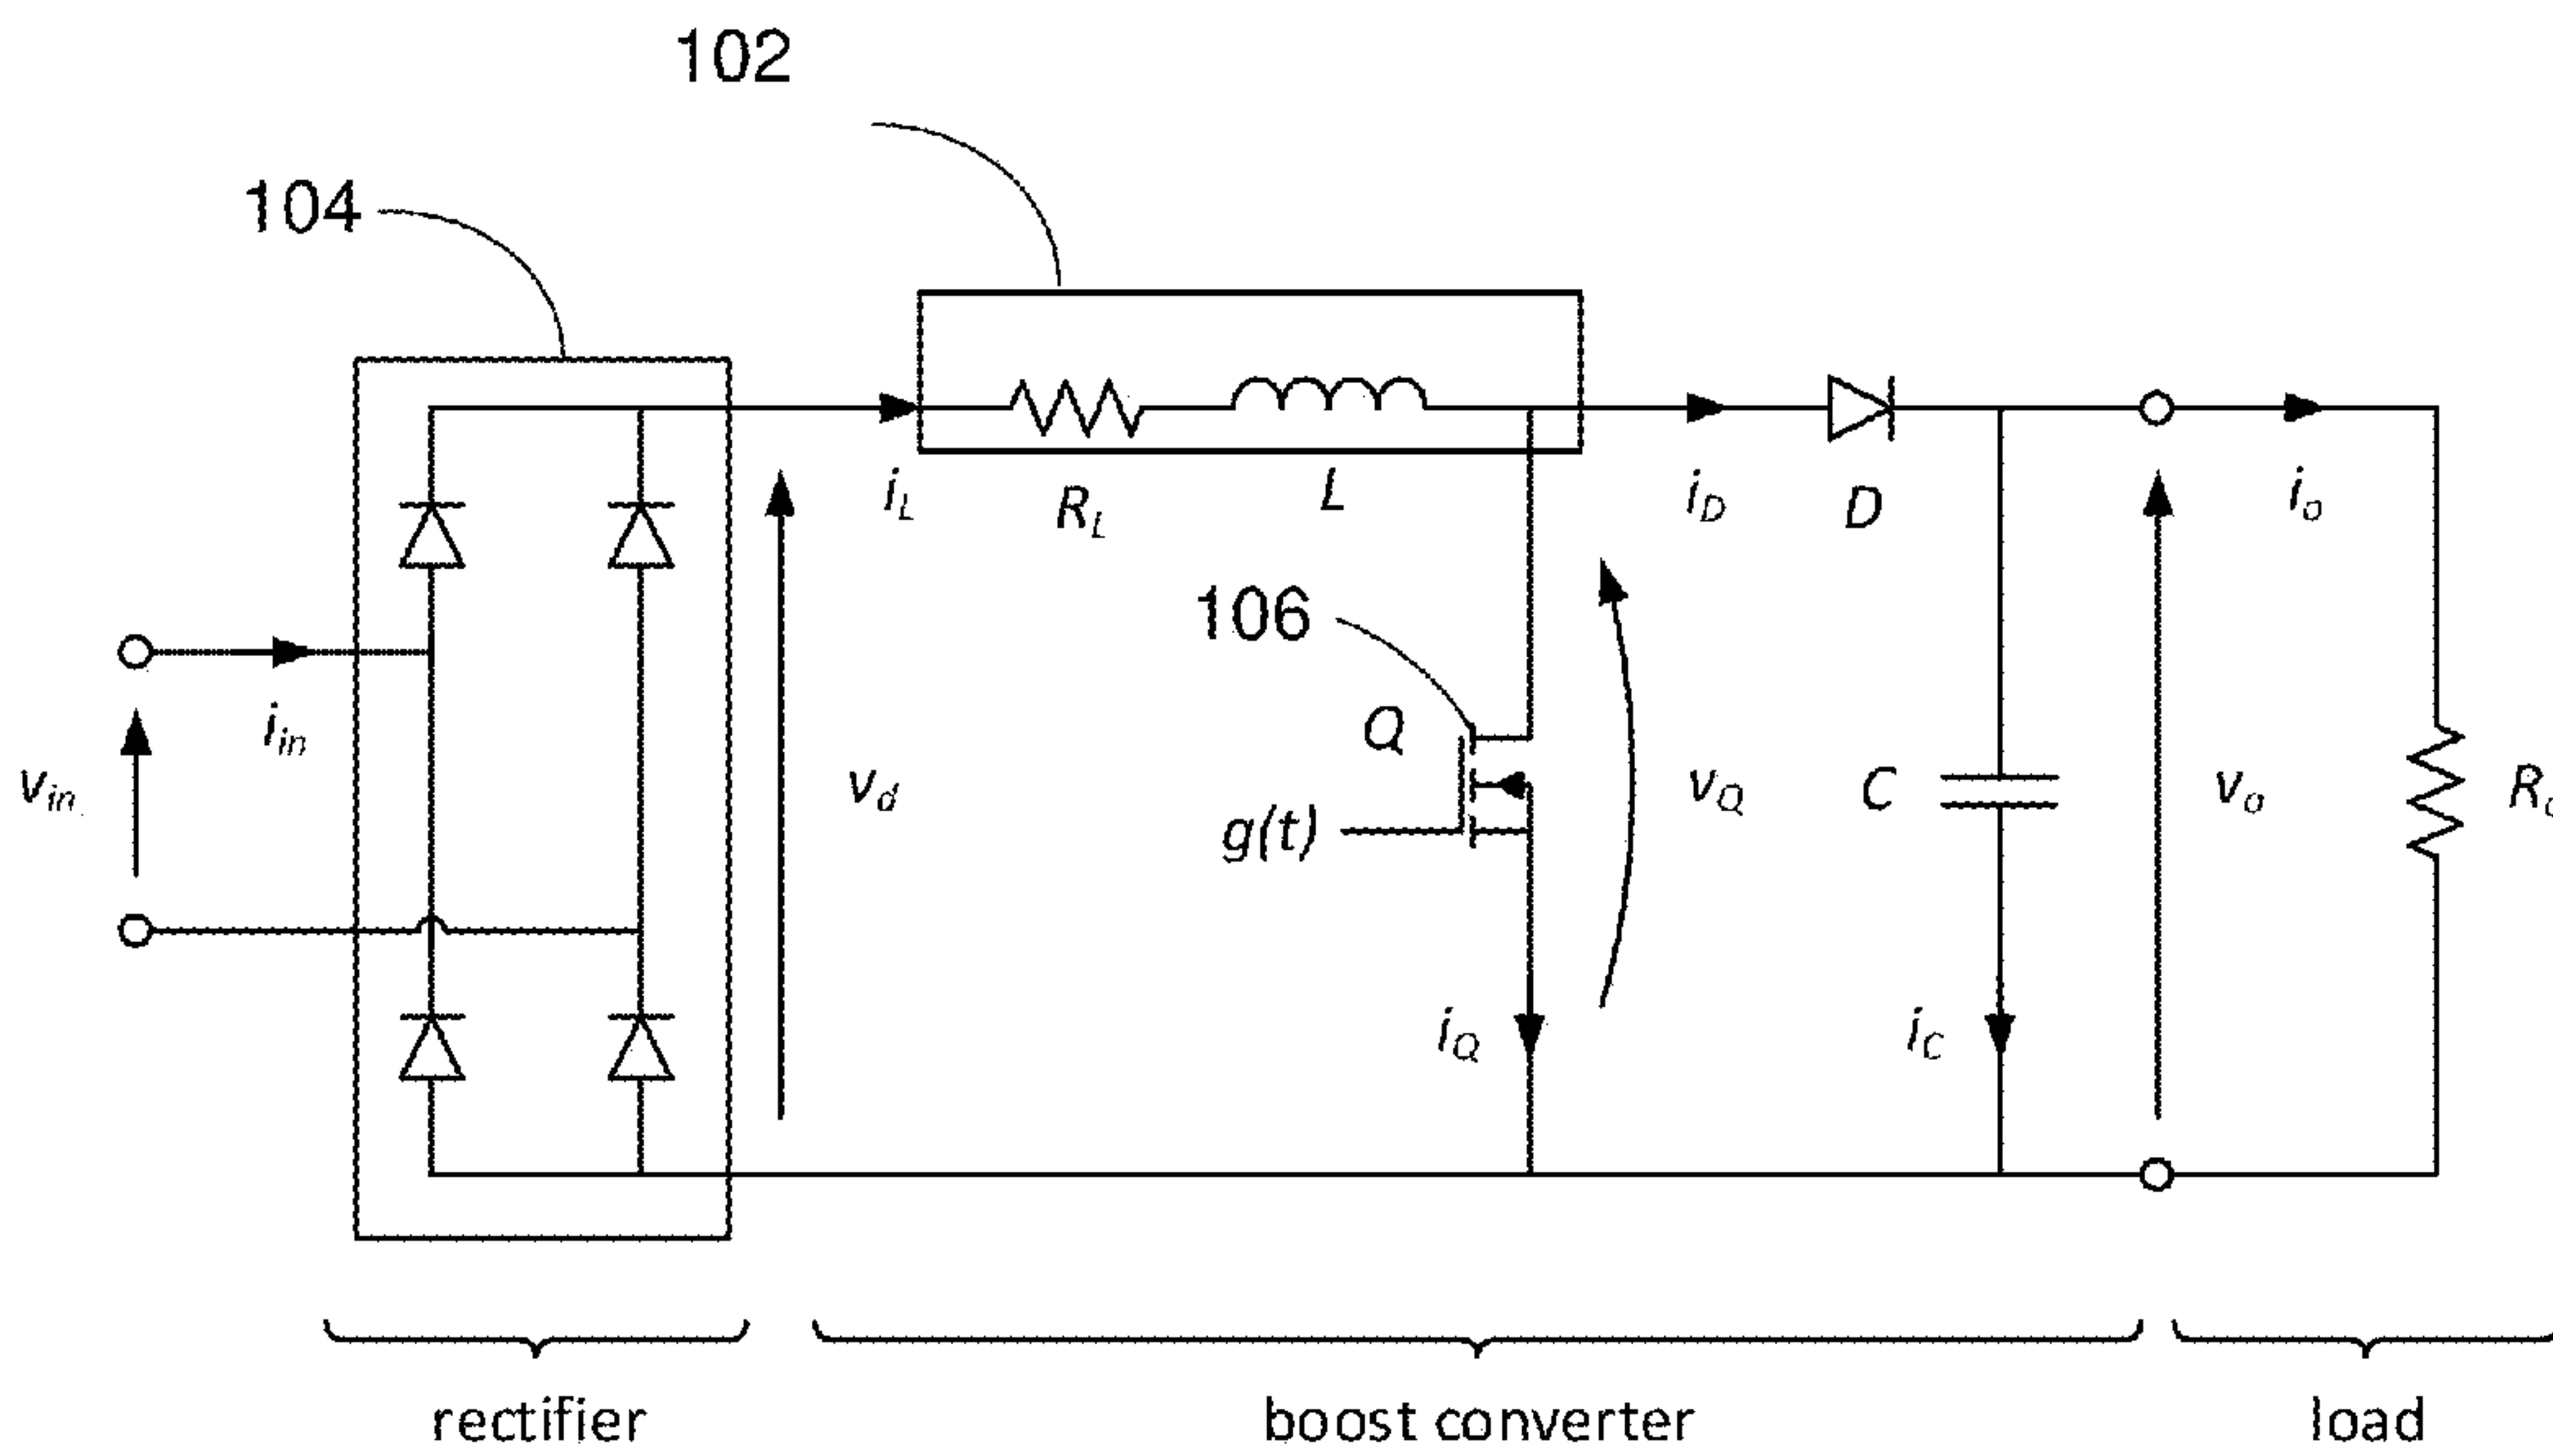 102
104
i_L
R_L
L
i_D
D
i_o
106
i_in
v_in
v_d
Q
g(t)
v_Q
C
v_o
i_Q
i_C
rectifier
boost converter
load